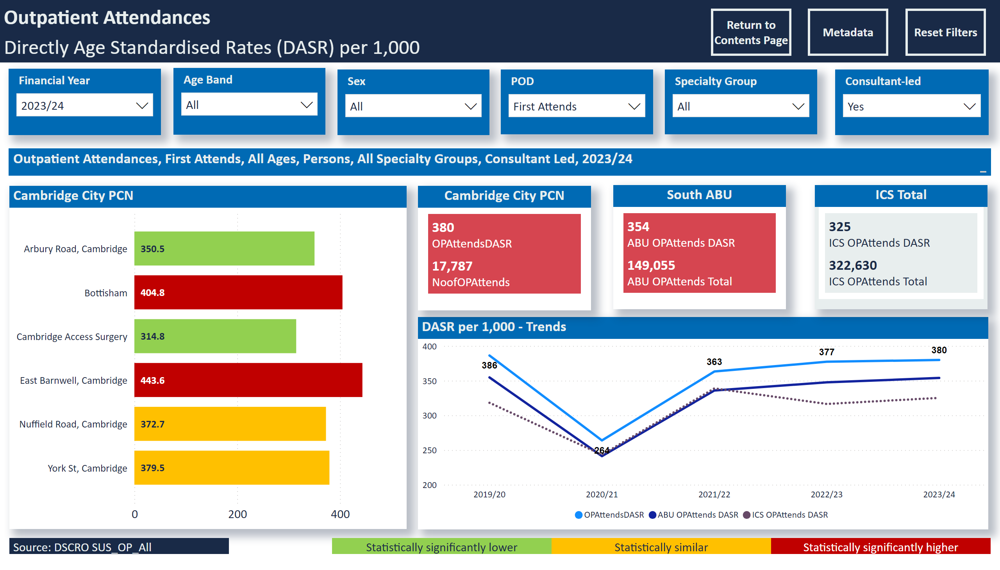 Outpatient Attendances
Directly Age Standardised Rates (DASR) per 1,000
Return to
Contents Page
Metadata
Reset Filters
Financial Year
2023/24
Age Band
All
Sex
All
POD
First Attends
Specialty Group
All
Consultant-led
Yes
Outpatient Attendances, First Attends, All Ages, Persons, All Specialty Groups, Consultant Led, 2023/24
Cambridge City PCN
Arbury Road, Cambridge
350.5
Bottisham
404.8
Cambridge Access Surgery
314.8
East Barnwell, Cambridge
443.6
Nuffield Road, Cambridge
372.7
York St, Cambridge
379.5
0
200
400
Cambridge City PCN
380
OPAttendsDASR
17,787
NoofOPAttends
South ABU
354
ABU OPAttends DASR
149,055
ABU OPAttends Total
ICS Total
325
ICS OPAttends DASR
322,630
ICS OPAttends Total
DASR per 1,000 - Trends
400
350
300
250
200
386
264
363
377
380
2019/20
2020/21
2021/22
2022/23
2023/24
OPAttendsDASR
ABU OPAttends DASR
ICS OPAttends DASR
Source: DSCRO SUS_OP_All
Statistically significantly lower
Statistically similar
Statistically significantly higher